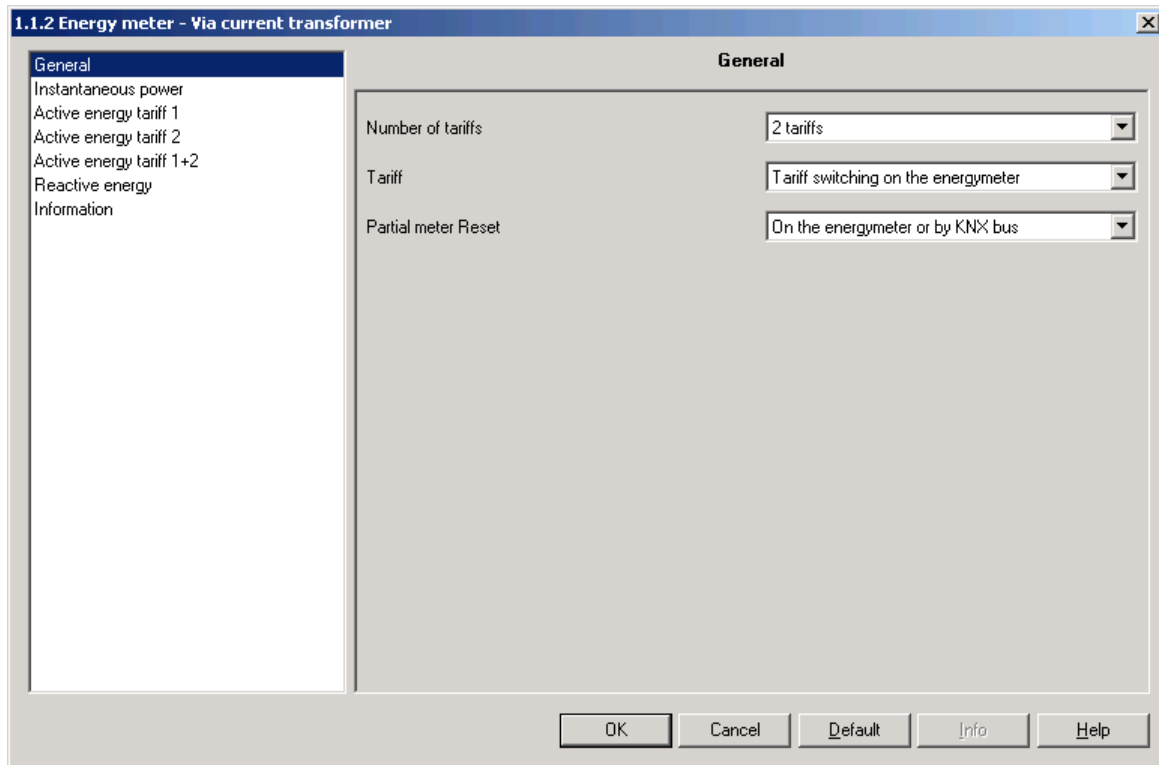 1.1.2 Energy meter - Via current transformer
General
Instantaneous power
Active energy tariff 1
Active energy tariff 2
Active energy tariff 1+2
Reactive energy
Information
General
Number of tariffs
2 tariffs
Tariff
Tariff switching on the energymeter
Partial meter Reset
On the energymeter or by KNX bus
OK
Cancel
Default
Info
Help